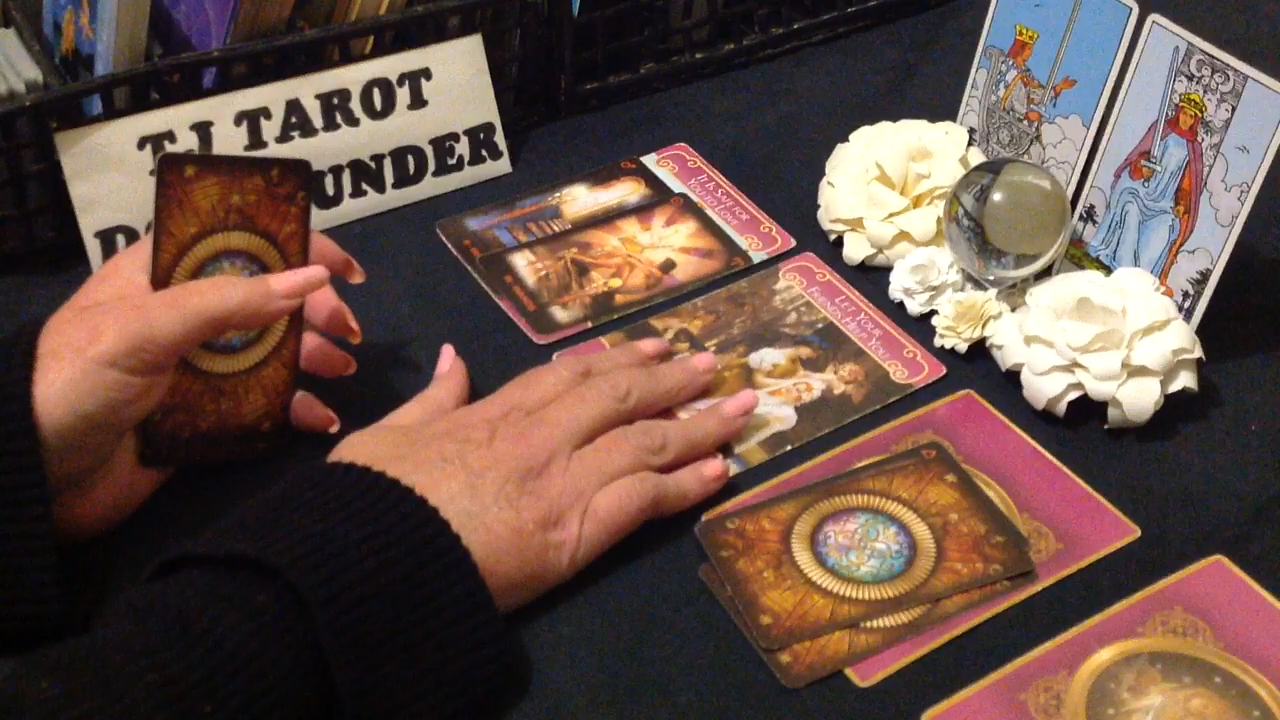 TJ TAROT
UNDER
IT IS SAFE FOR
YOU TO LOVE
LET YOUR
FRIENDS HELP YOU